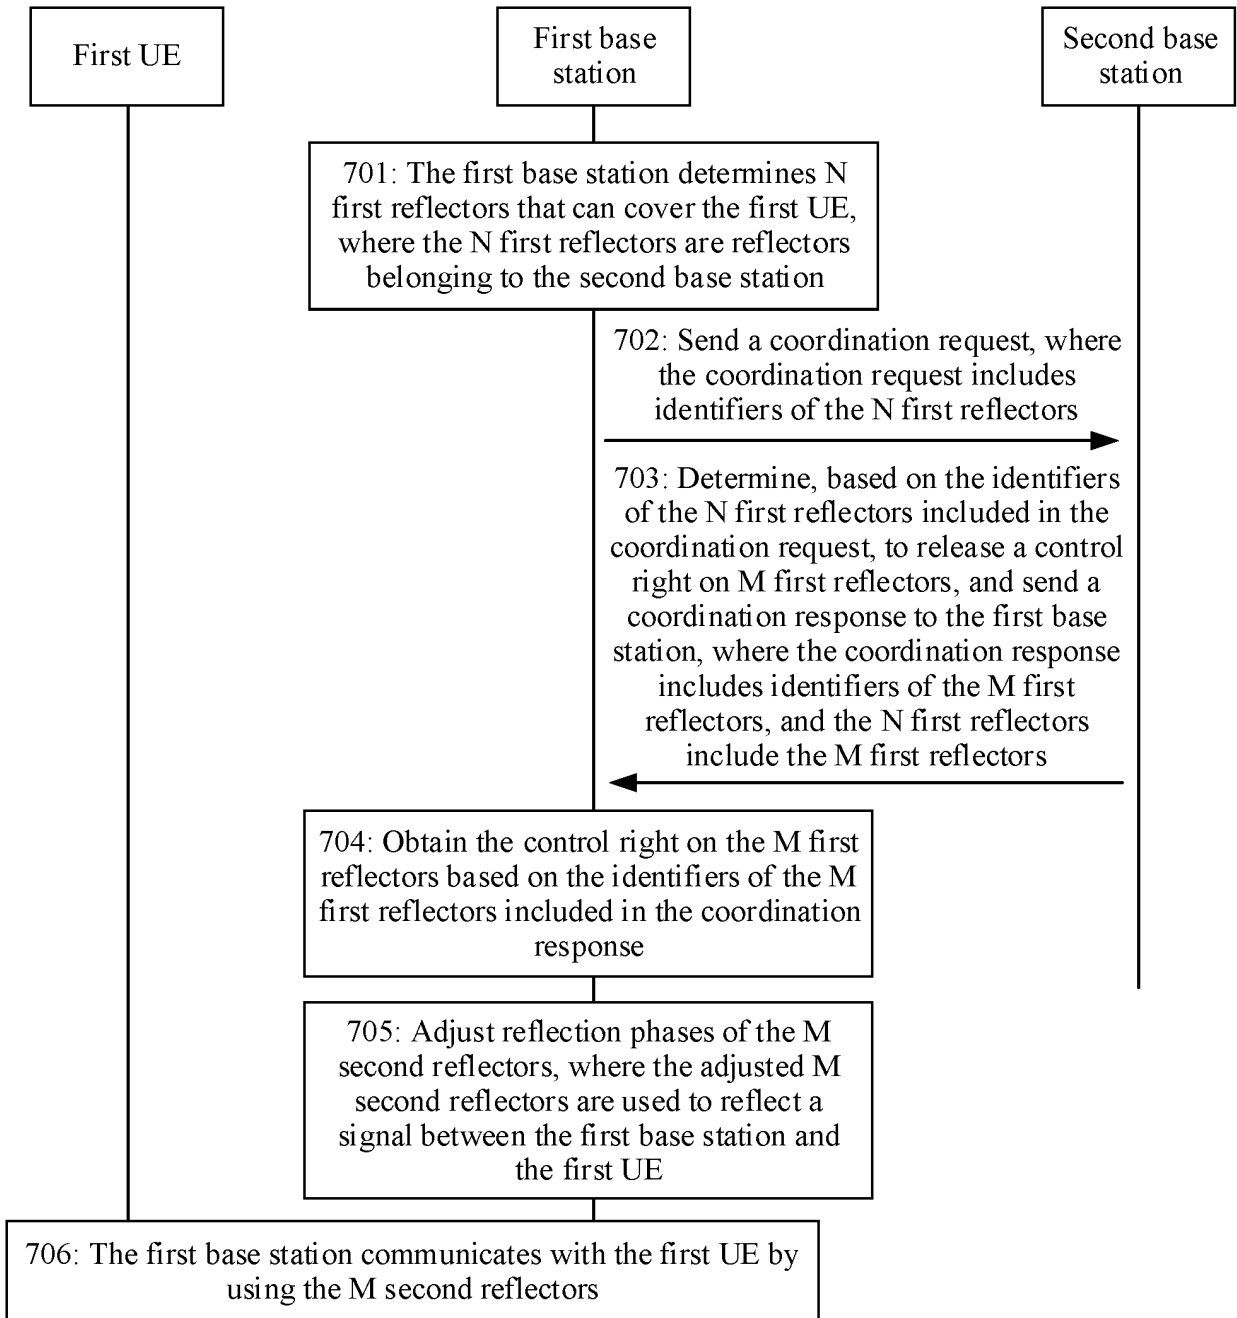 First UE
First base
station
Second base
station
701: The first base station determines N
first reflectors that can cover the first UE,
where the N first reflectors are reflectors
belonging to the second base station
702: Send a coordination request, where
the coordination request includes
identifiers of the N first reflectors
703: Determine, based on the identifiers
of the N first reflectors included in the
coordination request, to release a control
right on M first reflectors, and send a
coordination response to the first base
station, where the coordination response
includes identifiers of the M first
reflectors, and the N first reflectors
include the M first reflectors
704: Obtain the control right on the M first
reflectors based on the identifiers of the M
first reflectors included in the coordination
response
705: Adjust reflection phases of the M
second reflectors, where the adjusted M
second reflectors are used to reflect a
signal between the first base station and
the first UE
706: The first base station communicates with the first UE by
using the M second reflectors